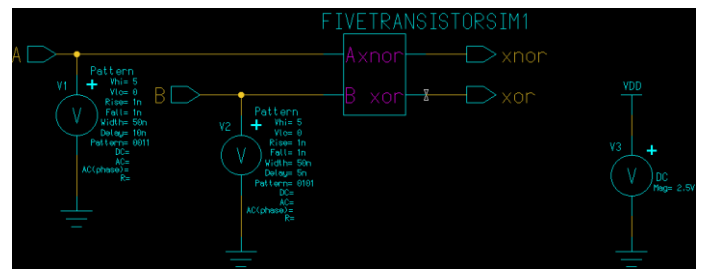 FIVETRANSISTORSIM1
A
Axnor
xnor
B
B xor
xor
V1
Pattern
Vhi= 5
Vlo= 0
Rise= 1n
Fall= 1n
Width= 50n
Delay= 10n
Pattern= 0011
DC=
AC=
AC(phase)=
R=
V
V2
Pattern
Vhi= 5
Vlo= 0
Rise= 1n
Fall= 1n
Width= 50n
Delay= 5n
Pattern= 0101
DC=
AC=
AC(phase)=
R=
V
VDD
V3
V
DC
Mag= 2.5V